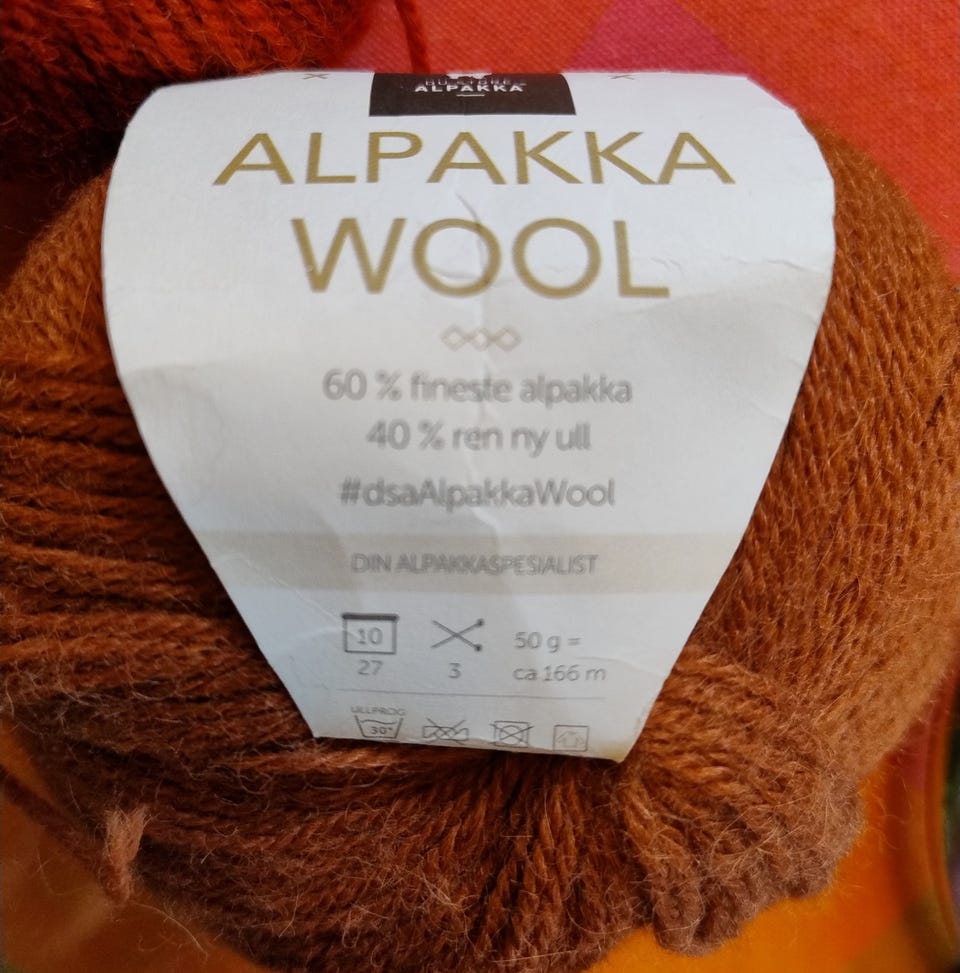 ALPAKKA
ALPAKKA
WOOL
60 % fineste alpakka
40 % ren ny ull
#dsaAlpakkaWool
DIN ALPAKKASPESIALIST
10
27
3
50 g =
ca 166 m
ULLPROG
30°